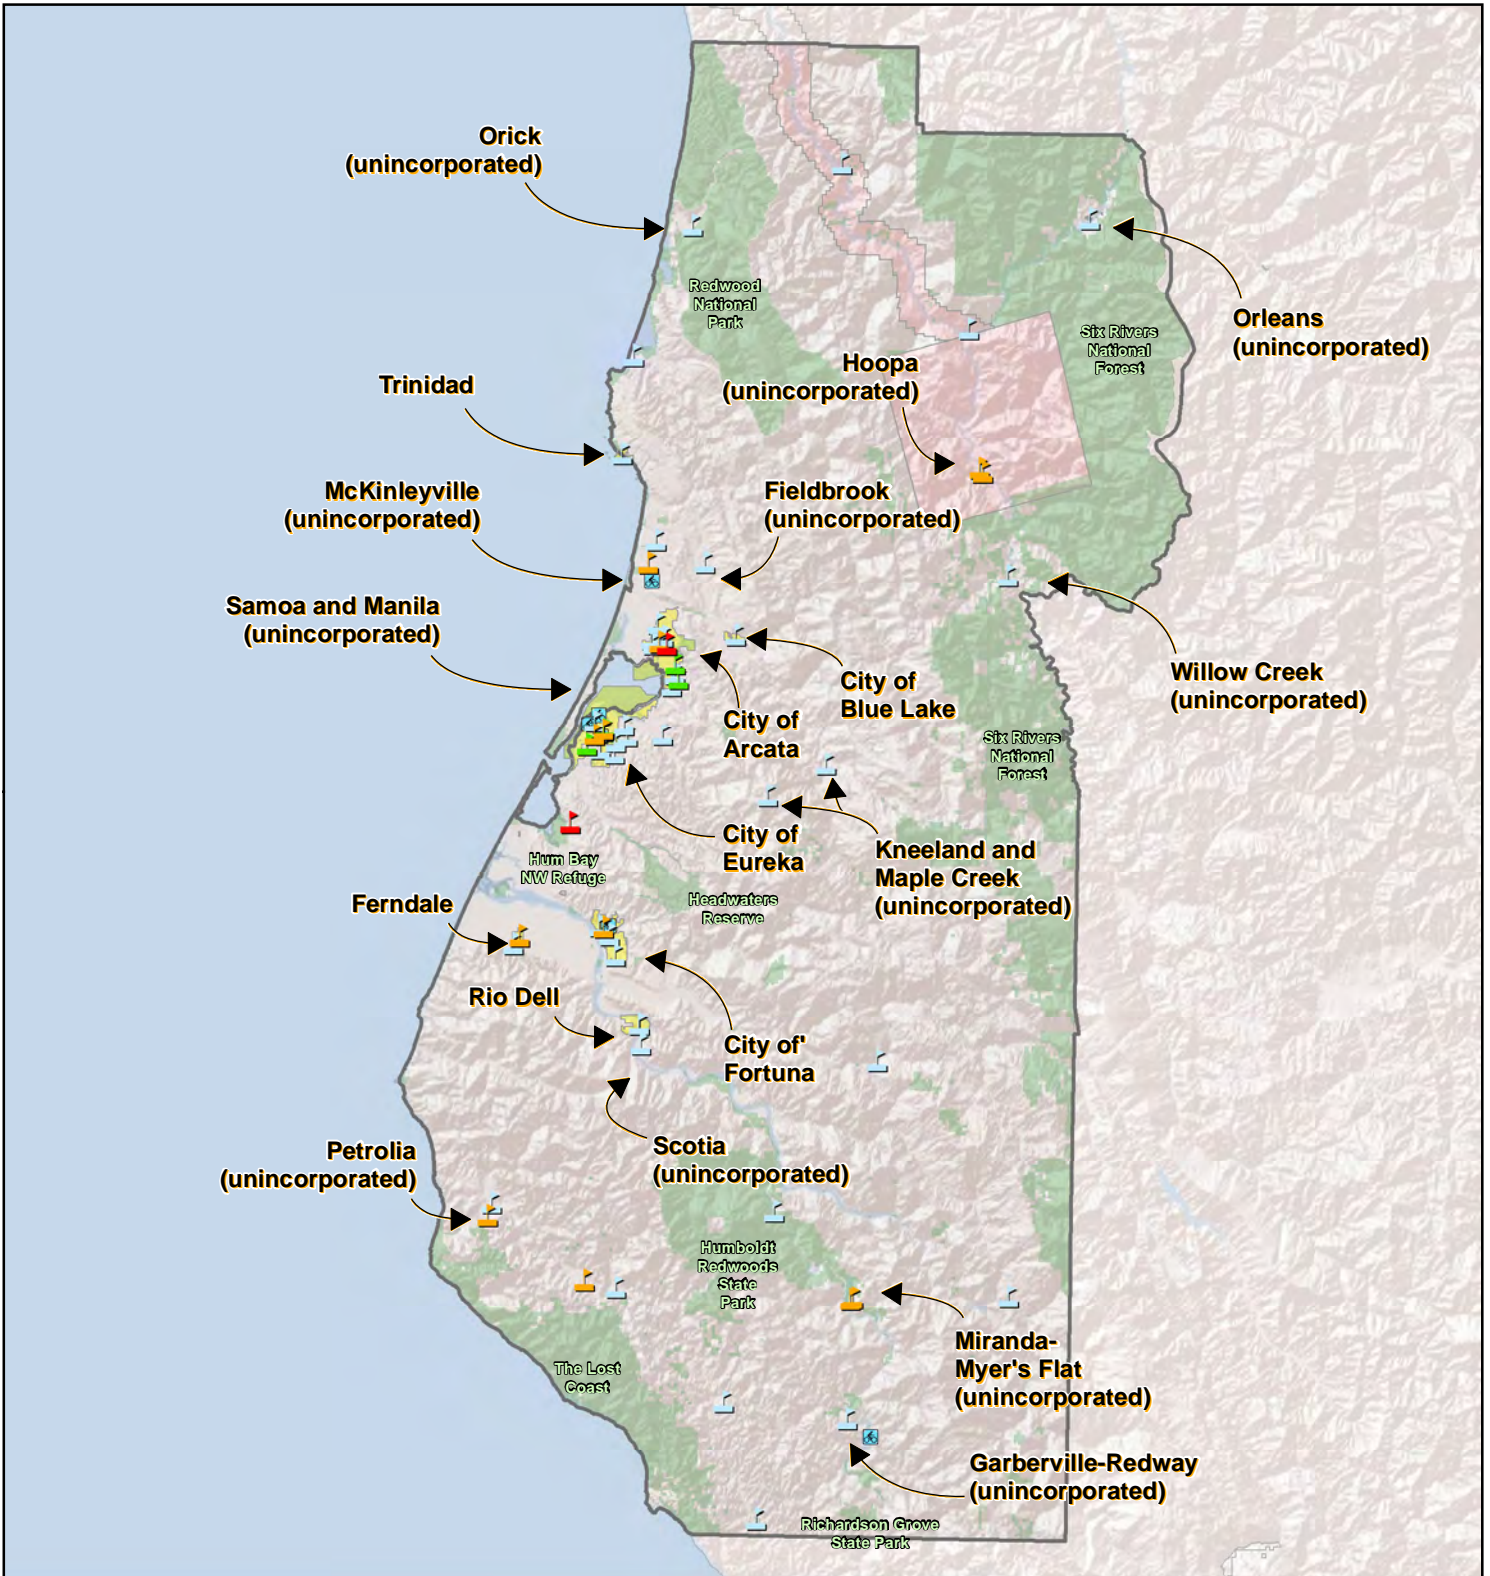 Orick
(unincorporated)
Redwood
National
Park
Orleans
(unincorporated)
Six Rivers
National
Forest
Hoopa
(unincorporated)
Trinidad
McKinleyville
(unincorporated)
Fieldbrook
(unincorporated)
Samoa and Manila
(unincorporated)
City of
Blue Lake
Willow Creek
(unincorporated)
City of
Arcata
Six Rivers
National
Forest
City of
Eureka
Kneeland and
Maple Creek
(unincorporated)
Hum Bay
NW Refuge
Headwaters
Reserve
Ferndale
Rio Dell
City of'
Fortuna
Scotia
(unincorporated)
Petrolia
(unincorporated)
Humboldt
Redwoods
State
Park
Miranda-
Myer's Flat
(unincorporated)
The Lost
Coast
Garberville-Redway
(unincorporated)
Richardson Grove
State Park